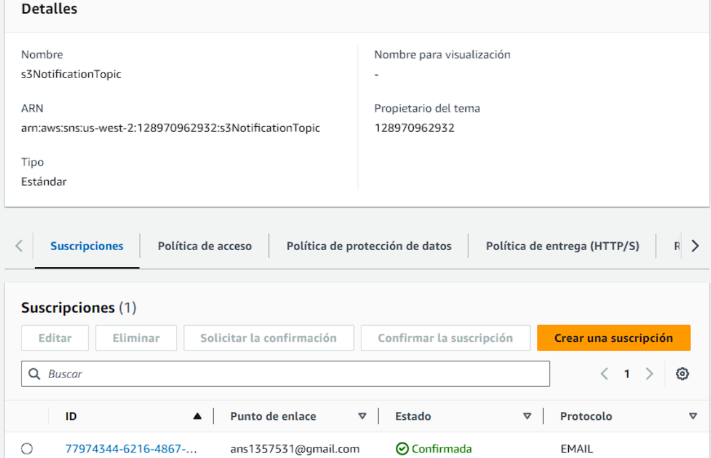 Detalles
Nombre
s3NotificationTopic
Nombre para visualización
-
ARN
arn:aws:sns:us-west-2:128970962932:s3NotificationTopic
Propietario del tema
128970962932
Tipo
Estándar
Suscripciones Política de acceso Política de protección de datos Política de entrega (HTTP/S) R
Suscripciones (1)
Editar Eliminar Solicitar la confirmación Confirmar la suscripción Crear una suscripción
Buscar 1
ID Punto de enlace Estado Protocolo
77974344-6216-4867-... ans1357531@gmail.com Confirmada EMAIL